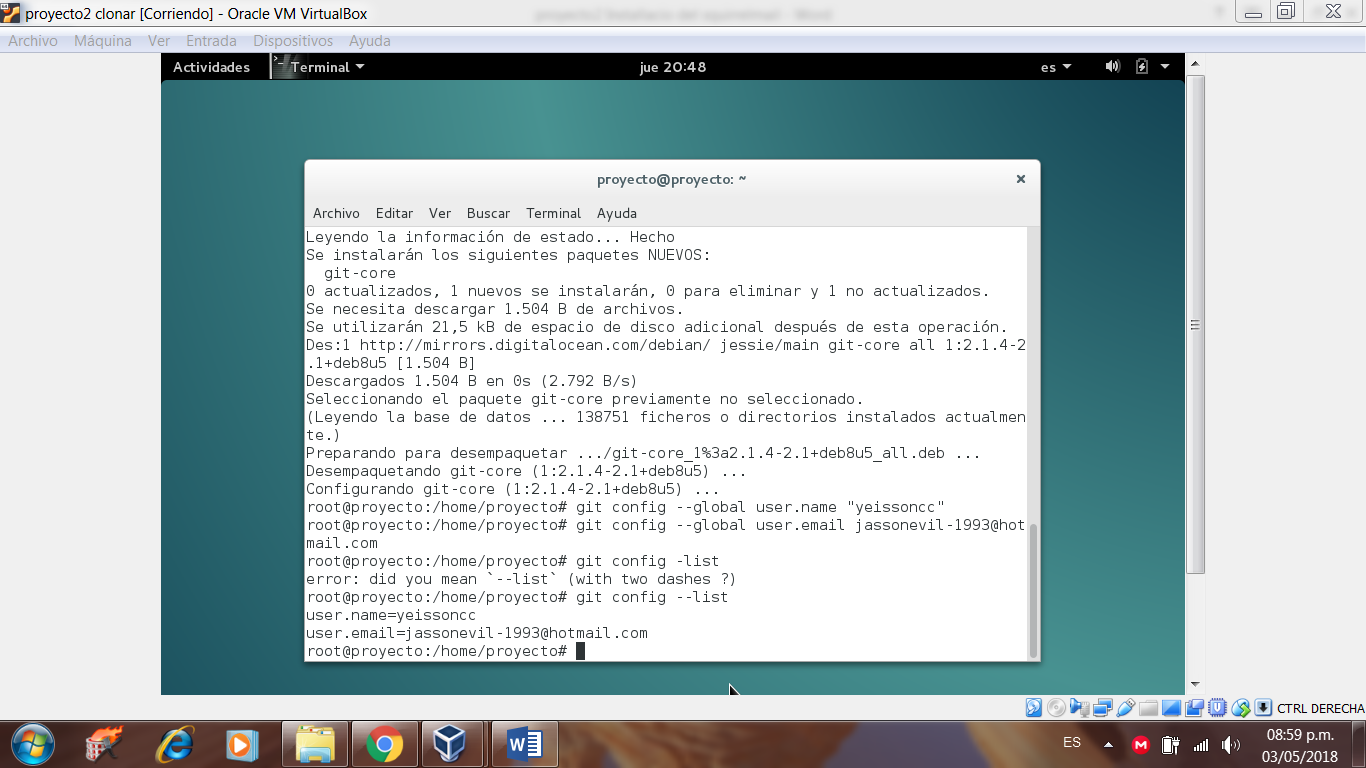 proyecto2 clonar [Corriendo] - Oracle VM VirtualBox
Archivo Máquina Ver Entrada Dispositivos Ayuda
Actividades Terminal jue 20:48 es
proyecto@proyecto: ~
Archivo Editar Ver Buscar Terminal Ayuda
Leyendo la información de estado... Hecho
Se instalarán los siguientes paquetes NUEVOS:
git-core
0 actualizados, 1 nuevos se instalarán, 0 para eliminar y 1 no actualizados.
Se necesita descargar 1.504 B de archivos.
Se utilizarán 21,5 kB de espacio de disco adicional después de esta operación.
Des:1 http://mirrors.digitalocean.com/debian/ jessie/main git-core all 1:2.1.4-2
.1+deb8u5 [1.504 B]
Descargados 1.504 B en 0s (2.792 B/s)
Seleccionando el paquete git-core previamente no seleccionado.
(Leyendo la base de datos ... 138751 ficheros o directorios instalados actualmen
te.)
Preparando para desempaquetar .../git-core_1%3a2.1.4-2.1+deb8u5_all.deb ...
Desempaquetando git-core (1:2.1.4-2.1+deb8u5) ...
Configurando git-core (1:2.1.4-2.1+deb8u5) ...
root@proyecto:/home/proyecto# git config --global user.name "yeissoncc"
root@proyecto:/home/proyecto# git config --global user.email jassonevil-1993@hot
mail.com
root@proyecto:/home/proyecto# git config -list
error: did you mean `--list` (with two dashes ?)
root@proyecto:/home/proyecto# git config --list
user.name=yeissoncc
user.email=jassonevil-1993@hotmail.com
root@proyecto:/home/proyecto#
CTRL DERECHA
ES
08:59 p.m.
03/05/2018